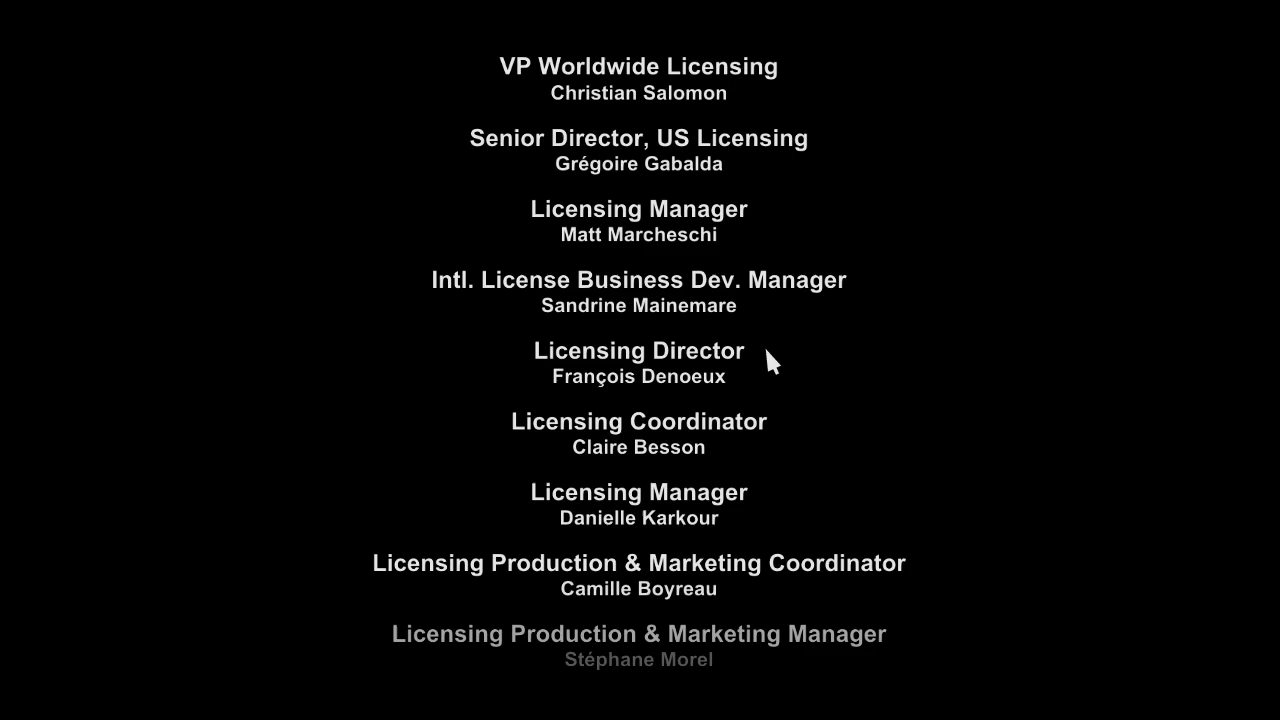 VP Worldwide Licensing
Christian Salomon
Senior Director, US Licensing
Grégoire Gabalda
Licensing Manager
Matt Marcheschi
Intl. License Business Dev. Manager
Sandrine Mainemare
Licensing Director
François Denoeux
Licensing Coordinator
Claire Besson
Licensing Manager
Danielle Karkour
Licensing Production & Marketing Coordinator
Camille Boyreau
Licensing Production & Marketing Manager
Stéphane Morel